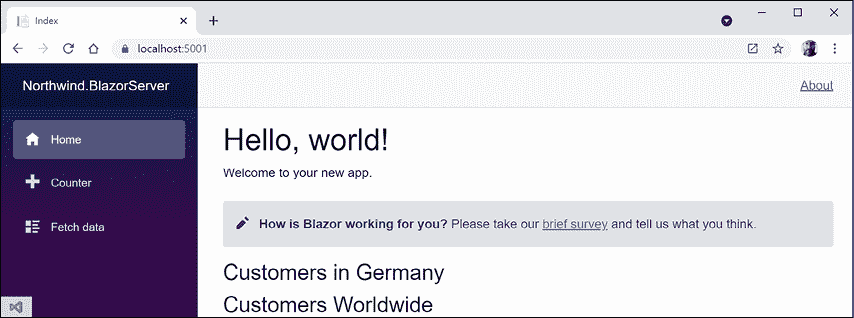 Index
localhost:5001
Northwind.BlazorServer
About
Home
Counter
Fetch data
Hello, world!
Welcome to your new app.
How is Blazor working for you? Please take our brief survey and tell us what you think.
Customers in Germany
Customers Worldwide